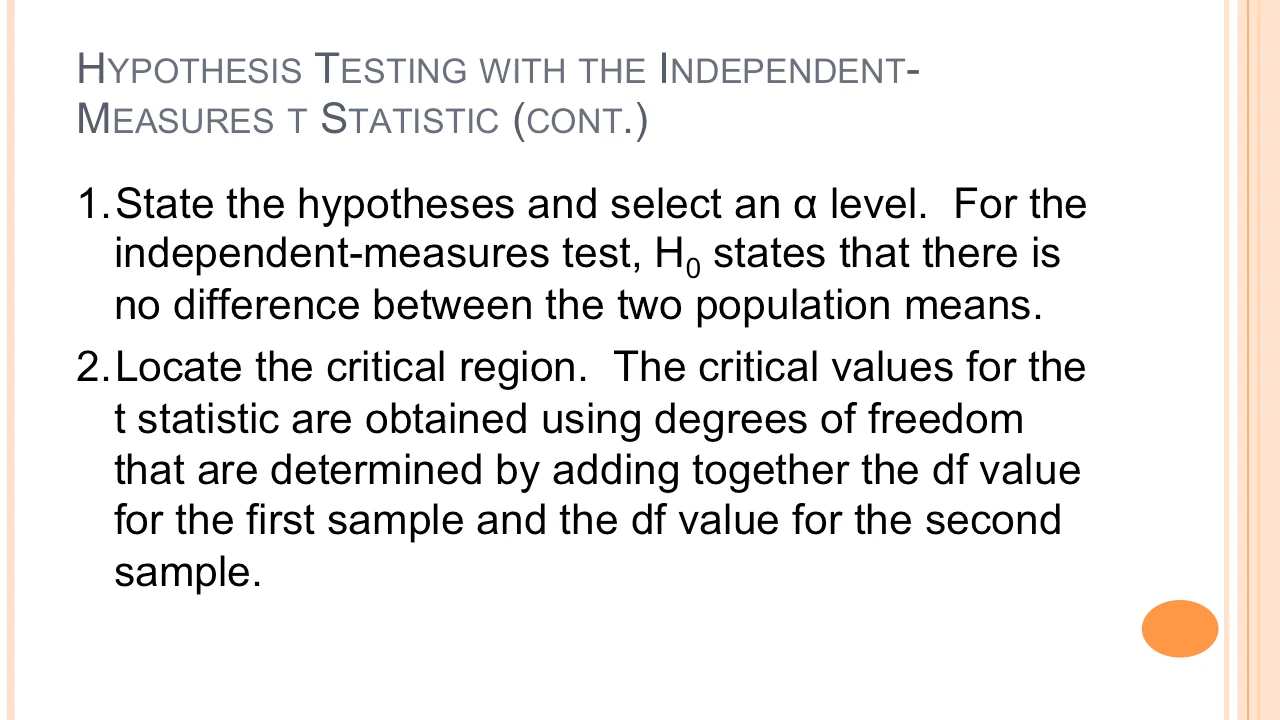 Hypothesis Testing with the Independent-
Measures t Statistic (cont.)
1. State the hypotheses and select an α level.  For the
independent-measures test, H₀ states that there is
no difference between the two population means.
2. Locate the critical region.  The critical values for the
t statistic are obtained using degrees of freedom
that are determined by adding together the df value
for the first sample and the df value for the second
sample.